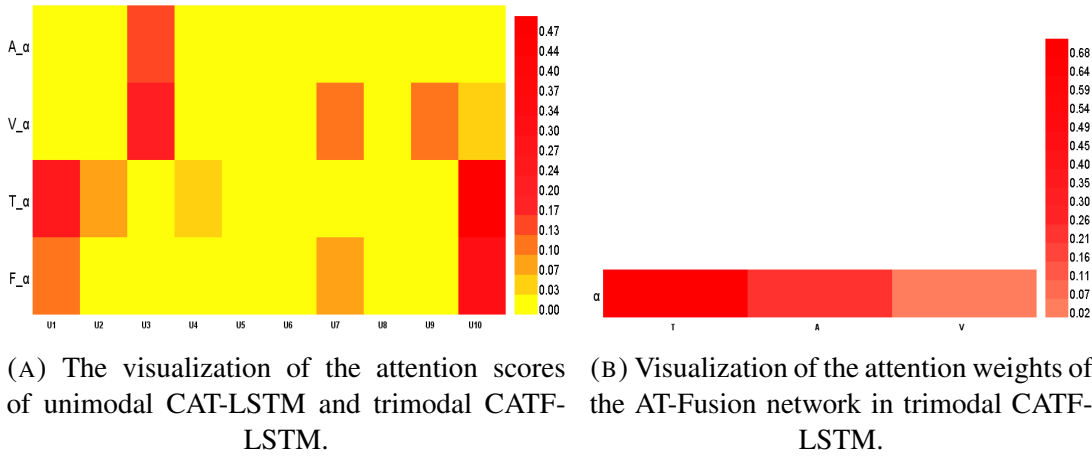 A_α
V_α
T_α
F_α
U1 U2 U3 U4 U5 U6 U7 U8 U9 U10
0.47
0.44
0.40
0.37
0.34
0.30
0.27
0.24
0.20
0.17
0.13
0.10
0.07
0.03
0.00
α
T A V
0.68
0.64
0.59
0.54
0.49
0.45
0.40
0.35
0.30
0.26
0.21
0.16
0.11
0.07
0.02
(A) The visualization of the attention scores
of unimodal CAT-LSTM and trimodal CATF-
LSTM.
(B) Visualization of the attention weights of
the AT-Fusion network in trimodal CATF-
LSTM.